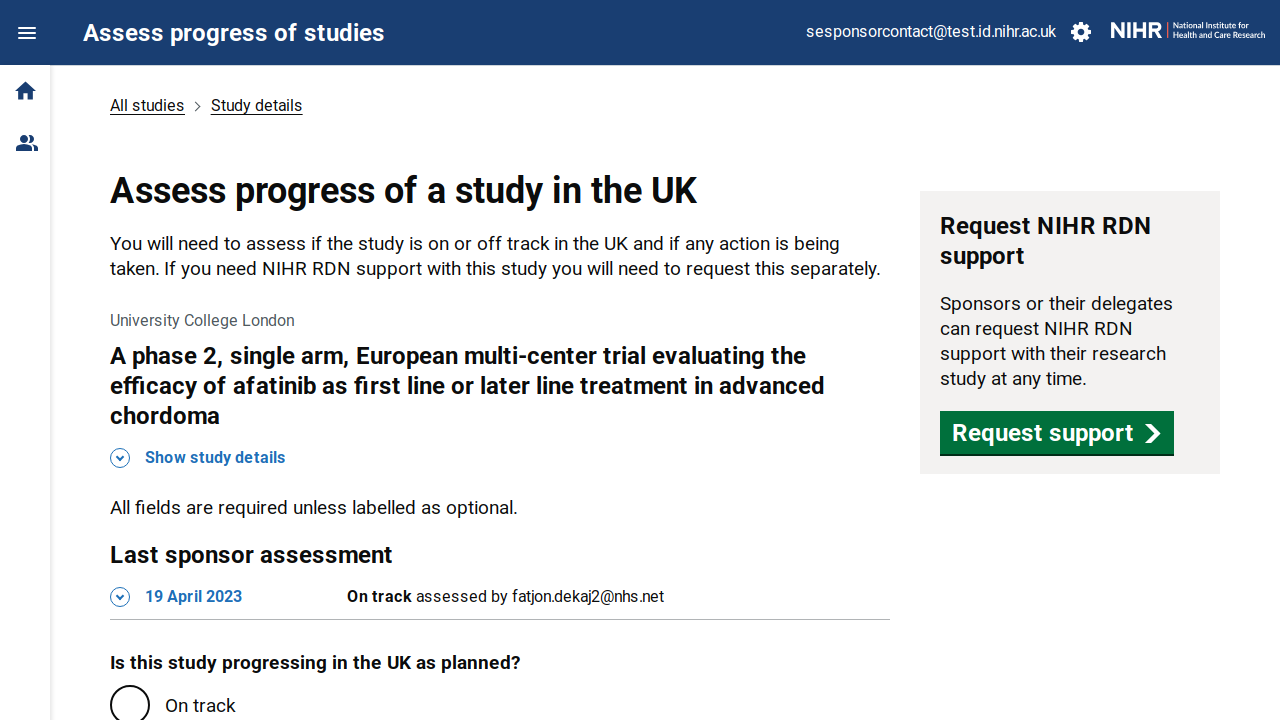 Assess progress of studies
sesponsorcontact@test.id.nihr.ac.uk
NIHR | National Institute for
Health and Care Research
All studies
Study details
Assess progress of a study in the UK
You will need to assess if the study is on or off track in the UK and if any action is being
taken. If you need NIHR RDN support with this study you will need to request this separately.
University College London
A phase 2, single arm, European multi-center trial evaluating the
efficacy of afatinib as first line or later line treatment in advanced
chordoma
Show study details
All fields are required unless labelled as optional.
Last sponsor assessment
19 April 2023
On track assessed by fatjon.dekaj2@nhs.net
Is this study progressing in the UK as planned?
On track
Request NIHR RDN
support
Sponsors or their delegates
can request NIHR RDN
support with their research
study at any time.
Request support